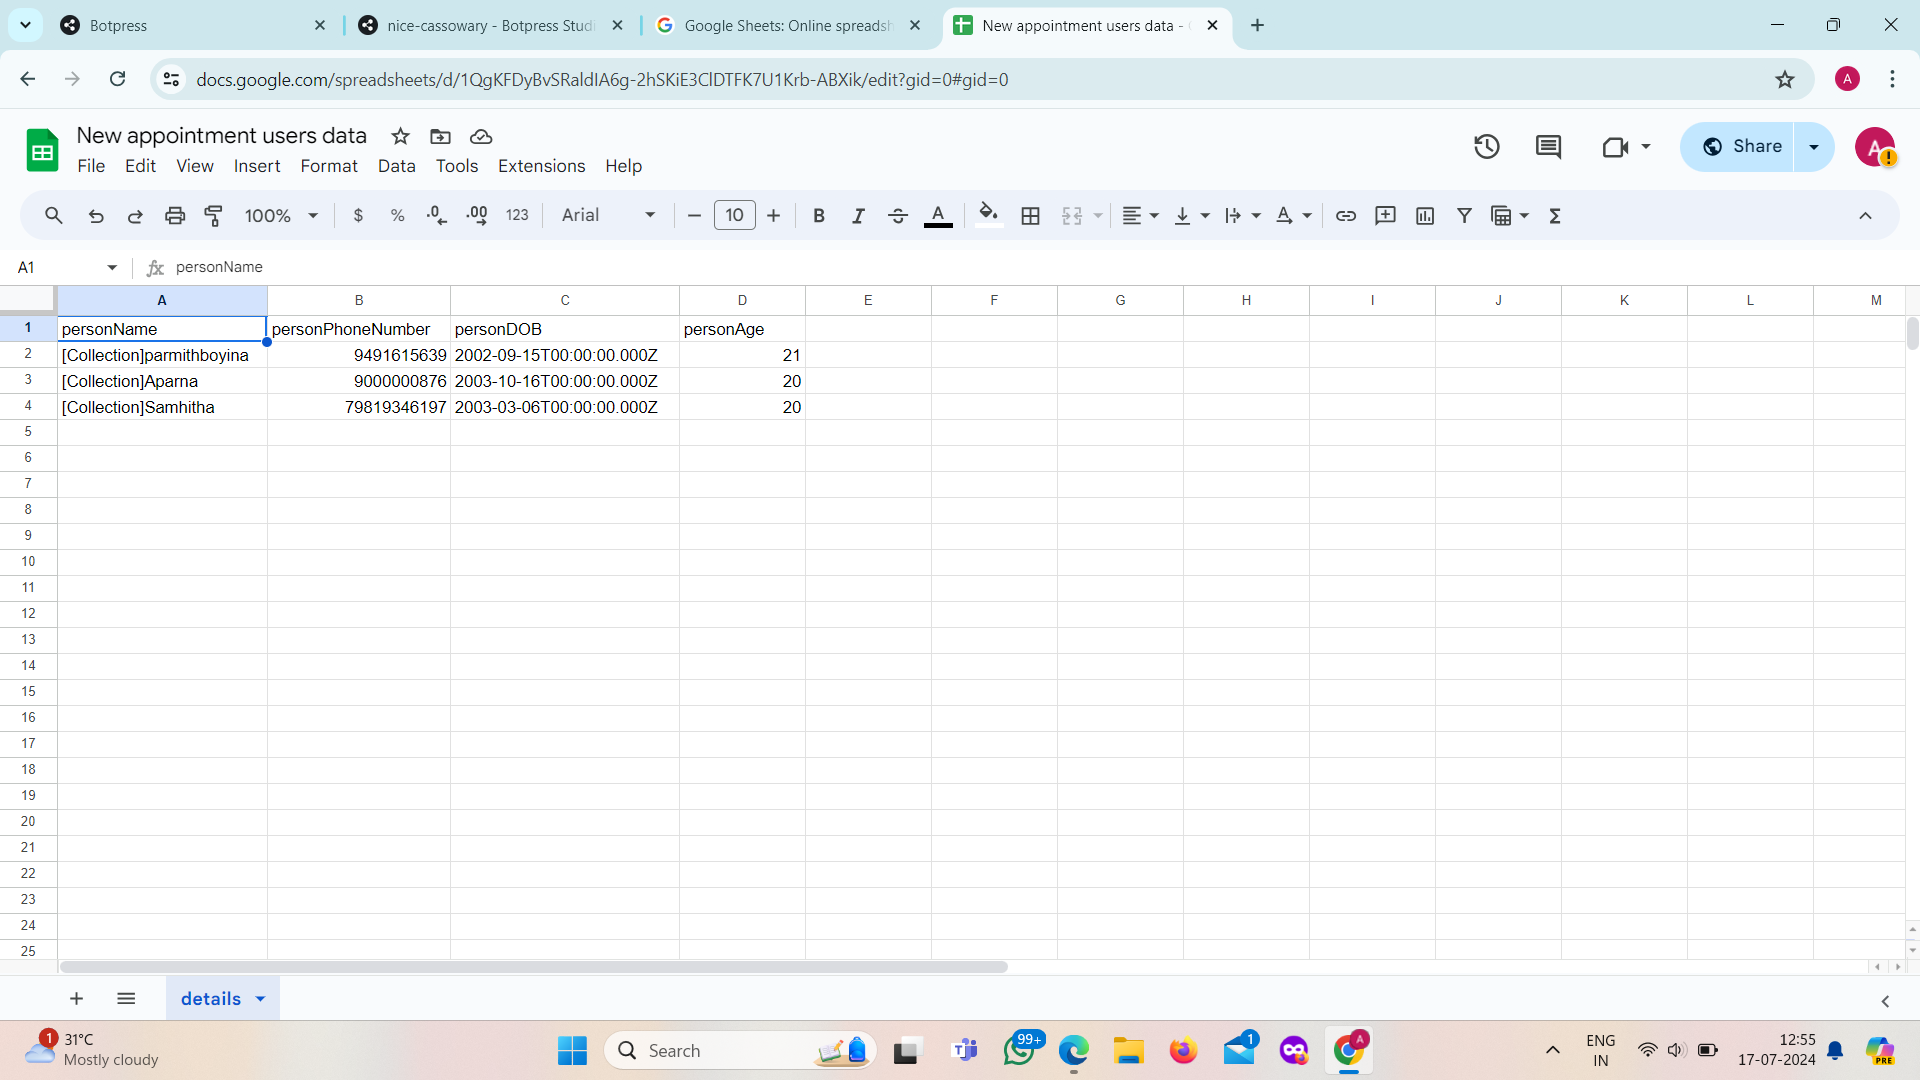 Botpress
nice-cassowary - Botpress Studi
Google Sheets: Online spreadsh
New appointment users data -
docs.google.com/spreadsheets/d/1QgKFDyBvSRaldIA6g-2hSKiE3ClDTFK7U1Krb-ABXik/edit?gid=0#gid=0
A
New appointment users data
File Edit View Insert Format Data Tools Extensions Help
Share
A
100% $ % .0 .00 123 Arial 10 B I S A A Σ
A1 fx personName
A B C D E F G H I J K L M
1 personName personPhoneNumber personDOB personAge
2 [Collection]parmithboyina 9491615639 2002-09-15T00:00:00.000Z 21
3 [Collection]Aparna 9000000876 2003-10-16T00:00:00.000Z 20
4 [Collection]Samhitha 79819346197 2003-03-06T00:00:00.000Z 20
5
6
7
8
9
10
11
12
13
14
15
16
17
18
19
20
21
22
23
24
25
details
1 31°C
Mostly cloudy
Search
99+
1
A
ENG
IN
12:55
17-07-2024
PRE